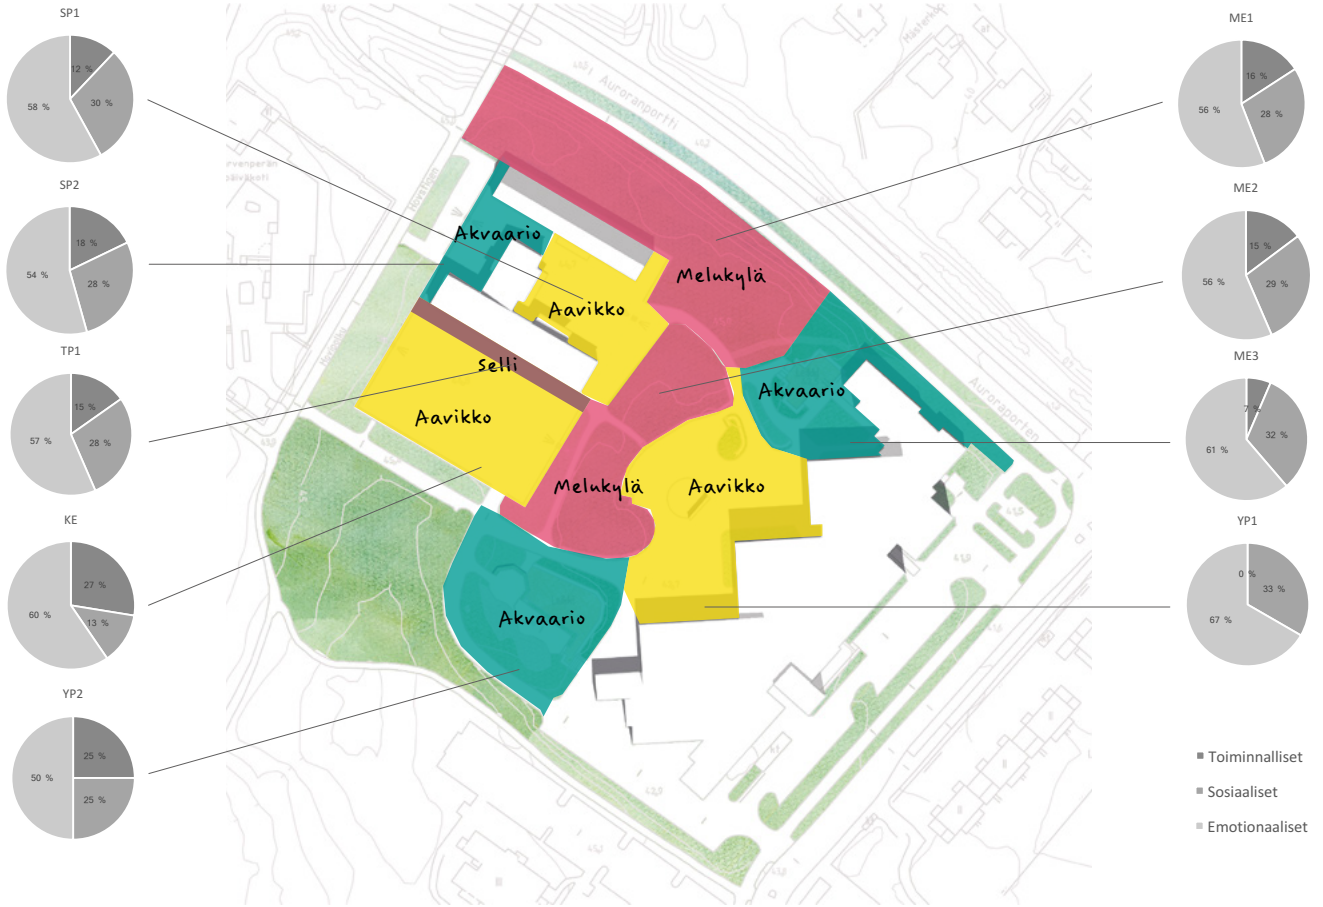 SP1
12 %
30 %
58 %
SP2
18 %
28 %
54 %
TP1
15 %
28 %
57 %
KE
27 %
13 %
60 %
YP2
25 %
25 %
50 %
Auroranportti
Akvaario
Melukylä
Aavikko
Selli
Aavikko
Akvaario
Melukylä
Aavikko
Akvaario
Auroraporten
päiväkoti
ME1
16 %
28 %
56 %
ME2
15 %
29 %
56 %
ME3
7 %
32 %
61 %
YP1
0 %
33 %
67 %
Toiminnalliset
Sosiaaliset
Emotionaaliset